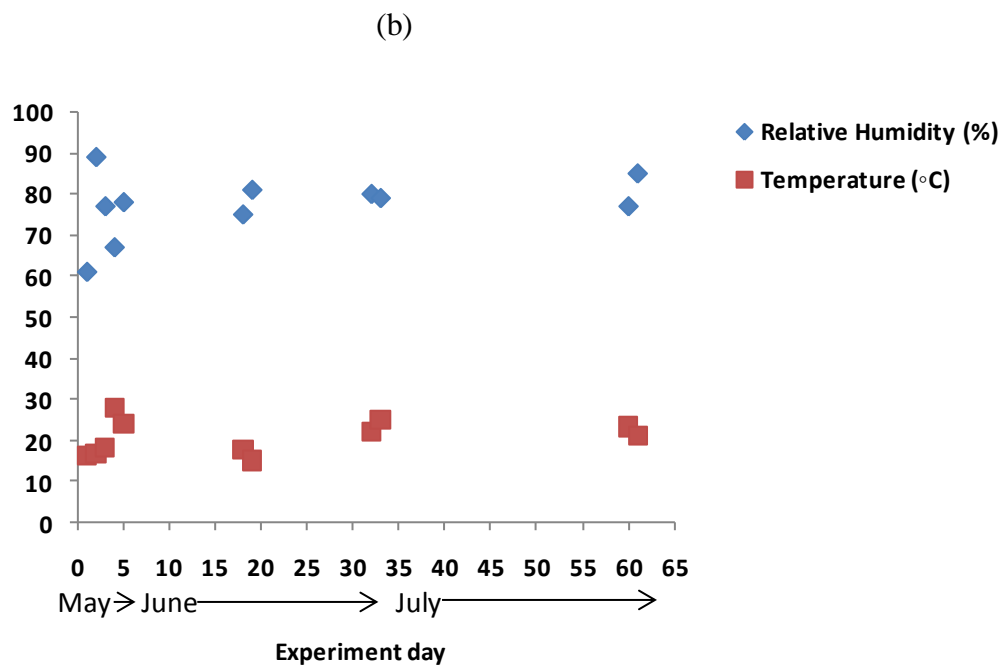 (b)
100
90
80
70
60
50
40
30
20
10
0
Relative Humidity (%)
Temperature (◦C)
0 5 10 15 20 25 30 35 40 45 50 55 60 65
May June July
Experiment day